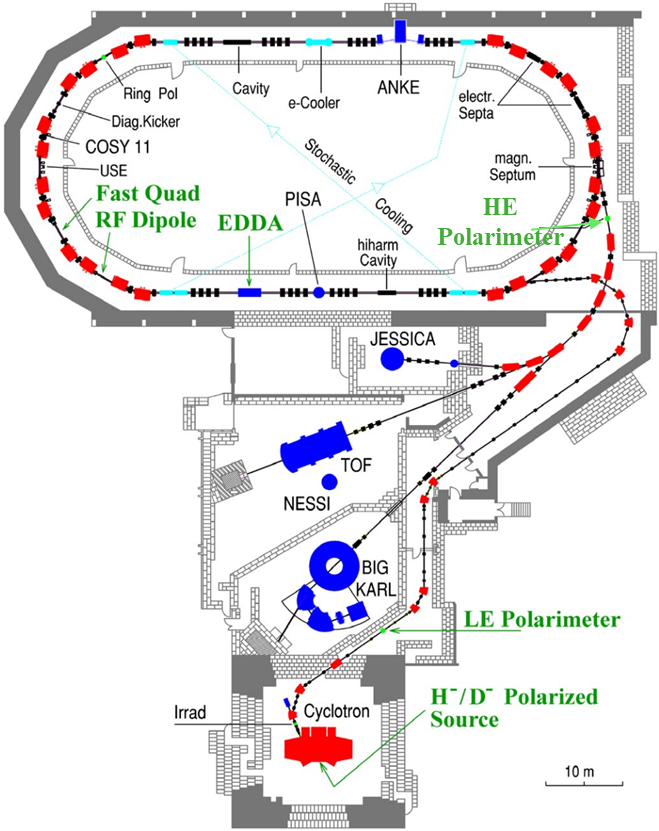 Ring Pol
Cavity
e-Cooler
ANKE
electr.
Septa
Diag.Kicker
COSY 11
USE
Stochastic
Cooling
magn.
Septum
Fast Quad
RF Dipole
EDDA
PISA
hiharm
Cavity
HE
Polarimeter
JESSICA
TOF
NESSI
BIG
KARL
LE Polarimeter
H⁻/D⁻ Polarized
Source
Irrad
Cyclotron
10 m